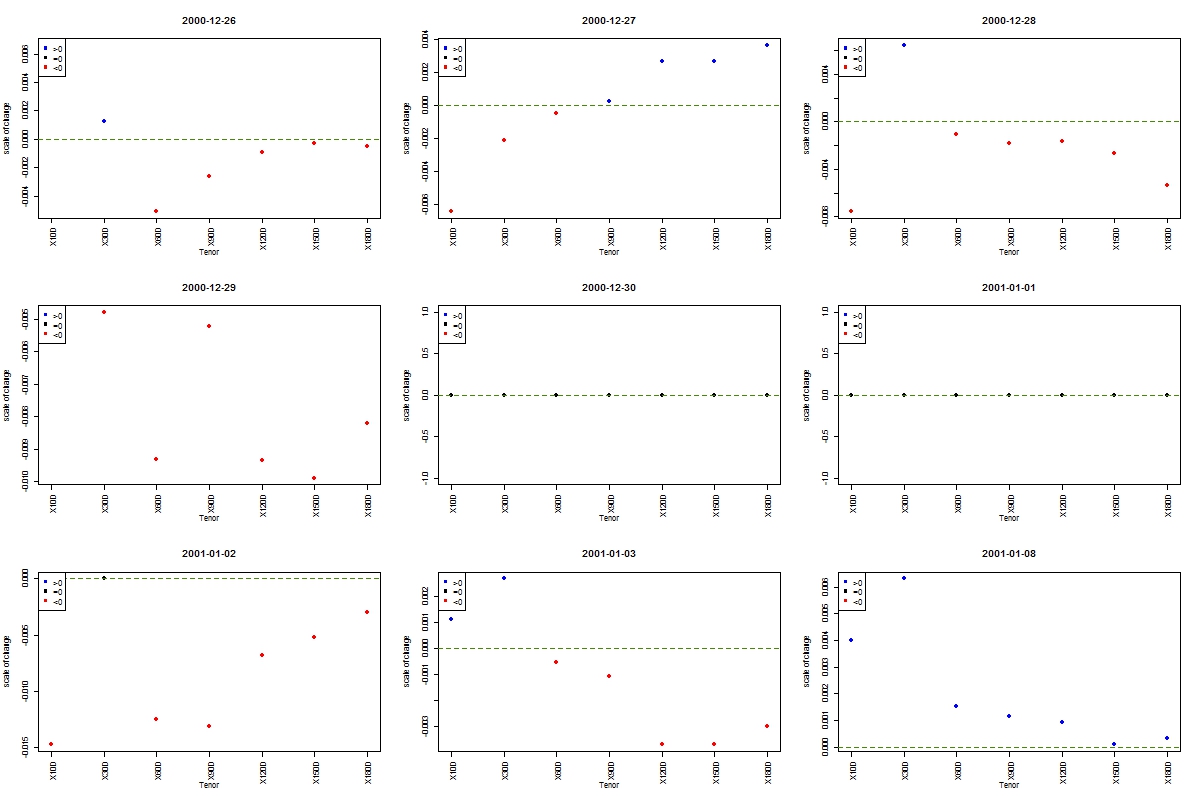 2000-12-26
>0
=0
<0
scale of change
0.006
0.004
0.002
0.000
-0.002
-0.004
X100
X300
X600
X900
X1200
X1500
X1800
Tenor
2000-12-27
>0
=0
<0
scale of change
0.004
0.002
0.000
-0.002
-0.004
-0.006
X100
X300
X600
X900
X1200
X1500
X1800
Tenor
2000-12-28
>0
=0
<0
scale of change
0.004
0.000
-0.004
-0.008
X100
X300
X600
X900
X1200
X1500
X1800
Tenor
2000-12-29
>0
=0
<0
scale of change
-0.005
-0.006
-0.007
-0.008
-0.009
-0.010
X100
X300
X600
X900
X1200
X1500
X1800
Tenor
2000-12-30
>0
=0
<0
scale of change
1.0
0.5
0.0
-0.5
-1.0
X100
X300
X600
X900
X1200
X1500
X1800
Tenor
2001-01-01
>0
=0
<0
scale of change
1.0
0.5
0.0
-0.5
-1.0
X100
X300
X600
X900
X1200
X1500
X1800
Tenor
2001-01-02
>0
=0
<0
scale of change
0.000
-0.005
-0.010
-0.015
X100
X300
X600
X900
X1200
X1500
X1800
Tenor
2001-01-03
>0
=0
<0
scale of change
0.002
0.001
0.000
-0.001
-0.003
X100
X300
X600
X900
X1200
X1500
X1800
Tenor
2001-01-08
>0
=0
<0
scale of change
0.006
0.005
0.004
0.003
0.002
0.001
0.000
X100
X300
X600
X900
X1200
X1500
X1800
Tenor